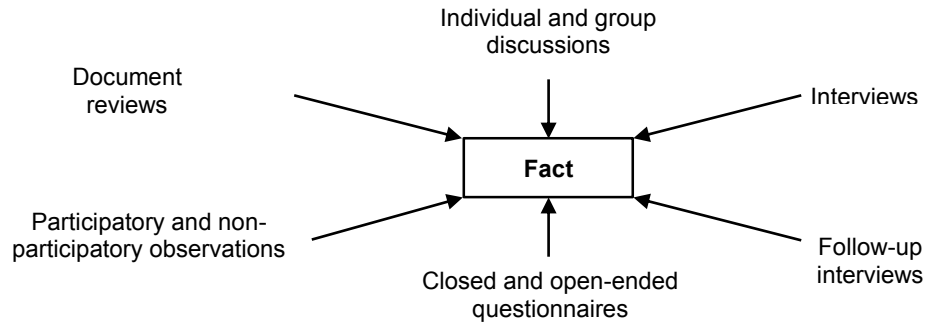 Individual and group
discussions
Document
reviews
Interviews
Fact
Participatory and non-
participatory observations
Follow-up
interviews
Closed and open-ended
questionnaires